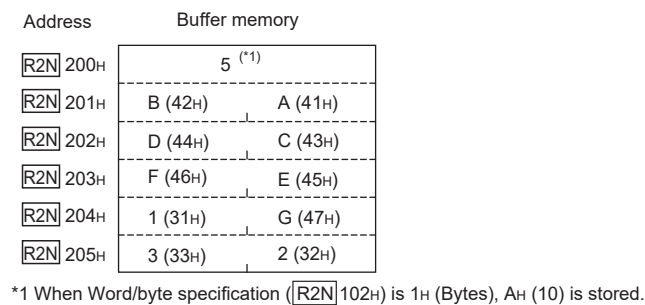 Address Buffer memory
R2N 200H 5 (*1)
R2N 201H B (42H) A (41H)
R2N 202H D (44H) C (43H)
R2N 203H F (46H) E (45H)
R2N 204H 1 (31H) G (47H)
R2N 205H 3 (33H) 2 (32H)
*1 When Word/byte specification (R2N 102H) is 1H (Bytes), AH (10) is stored.